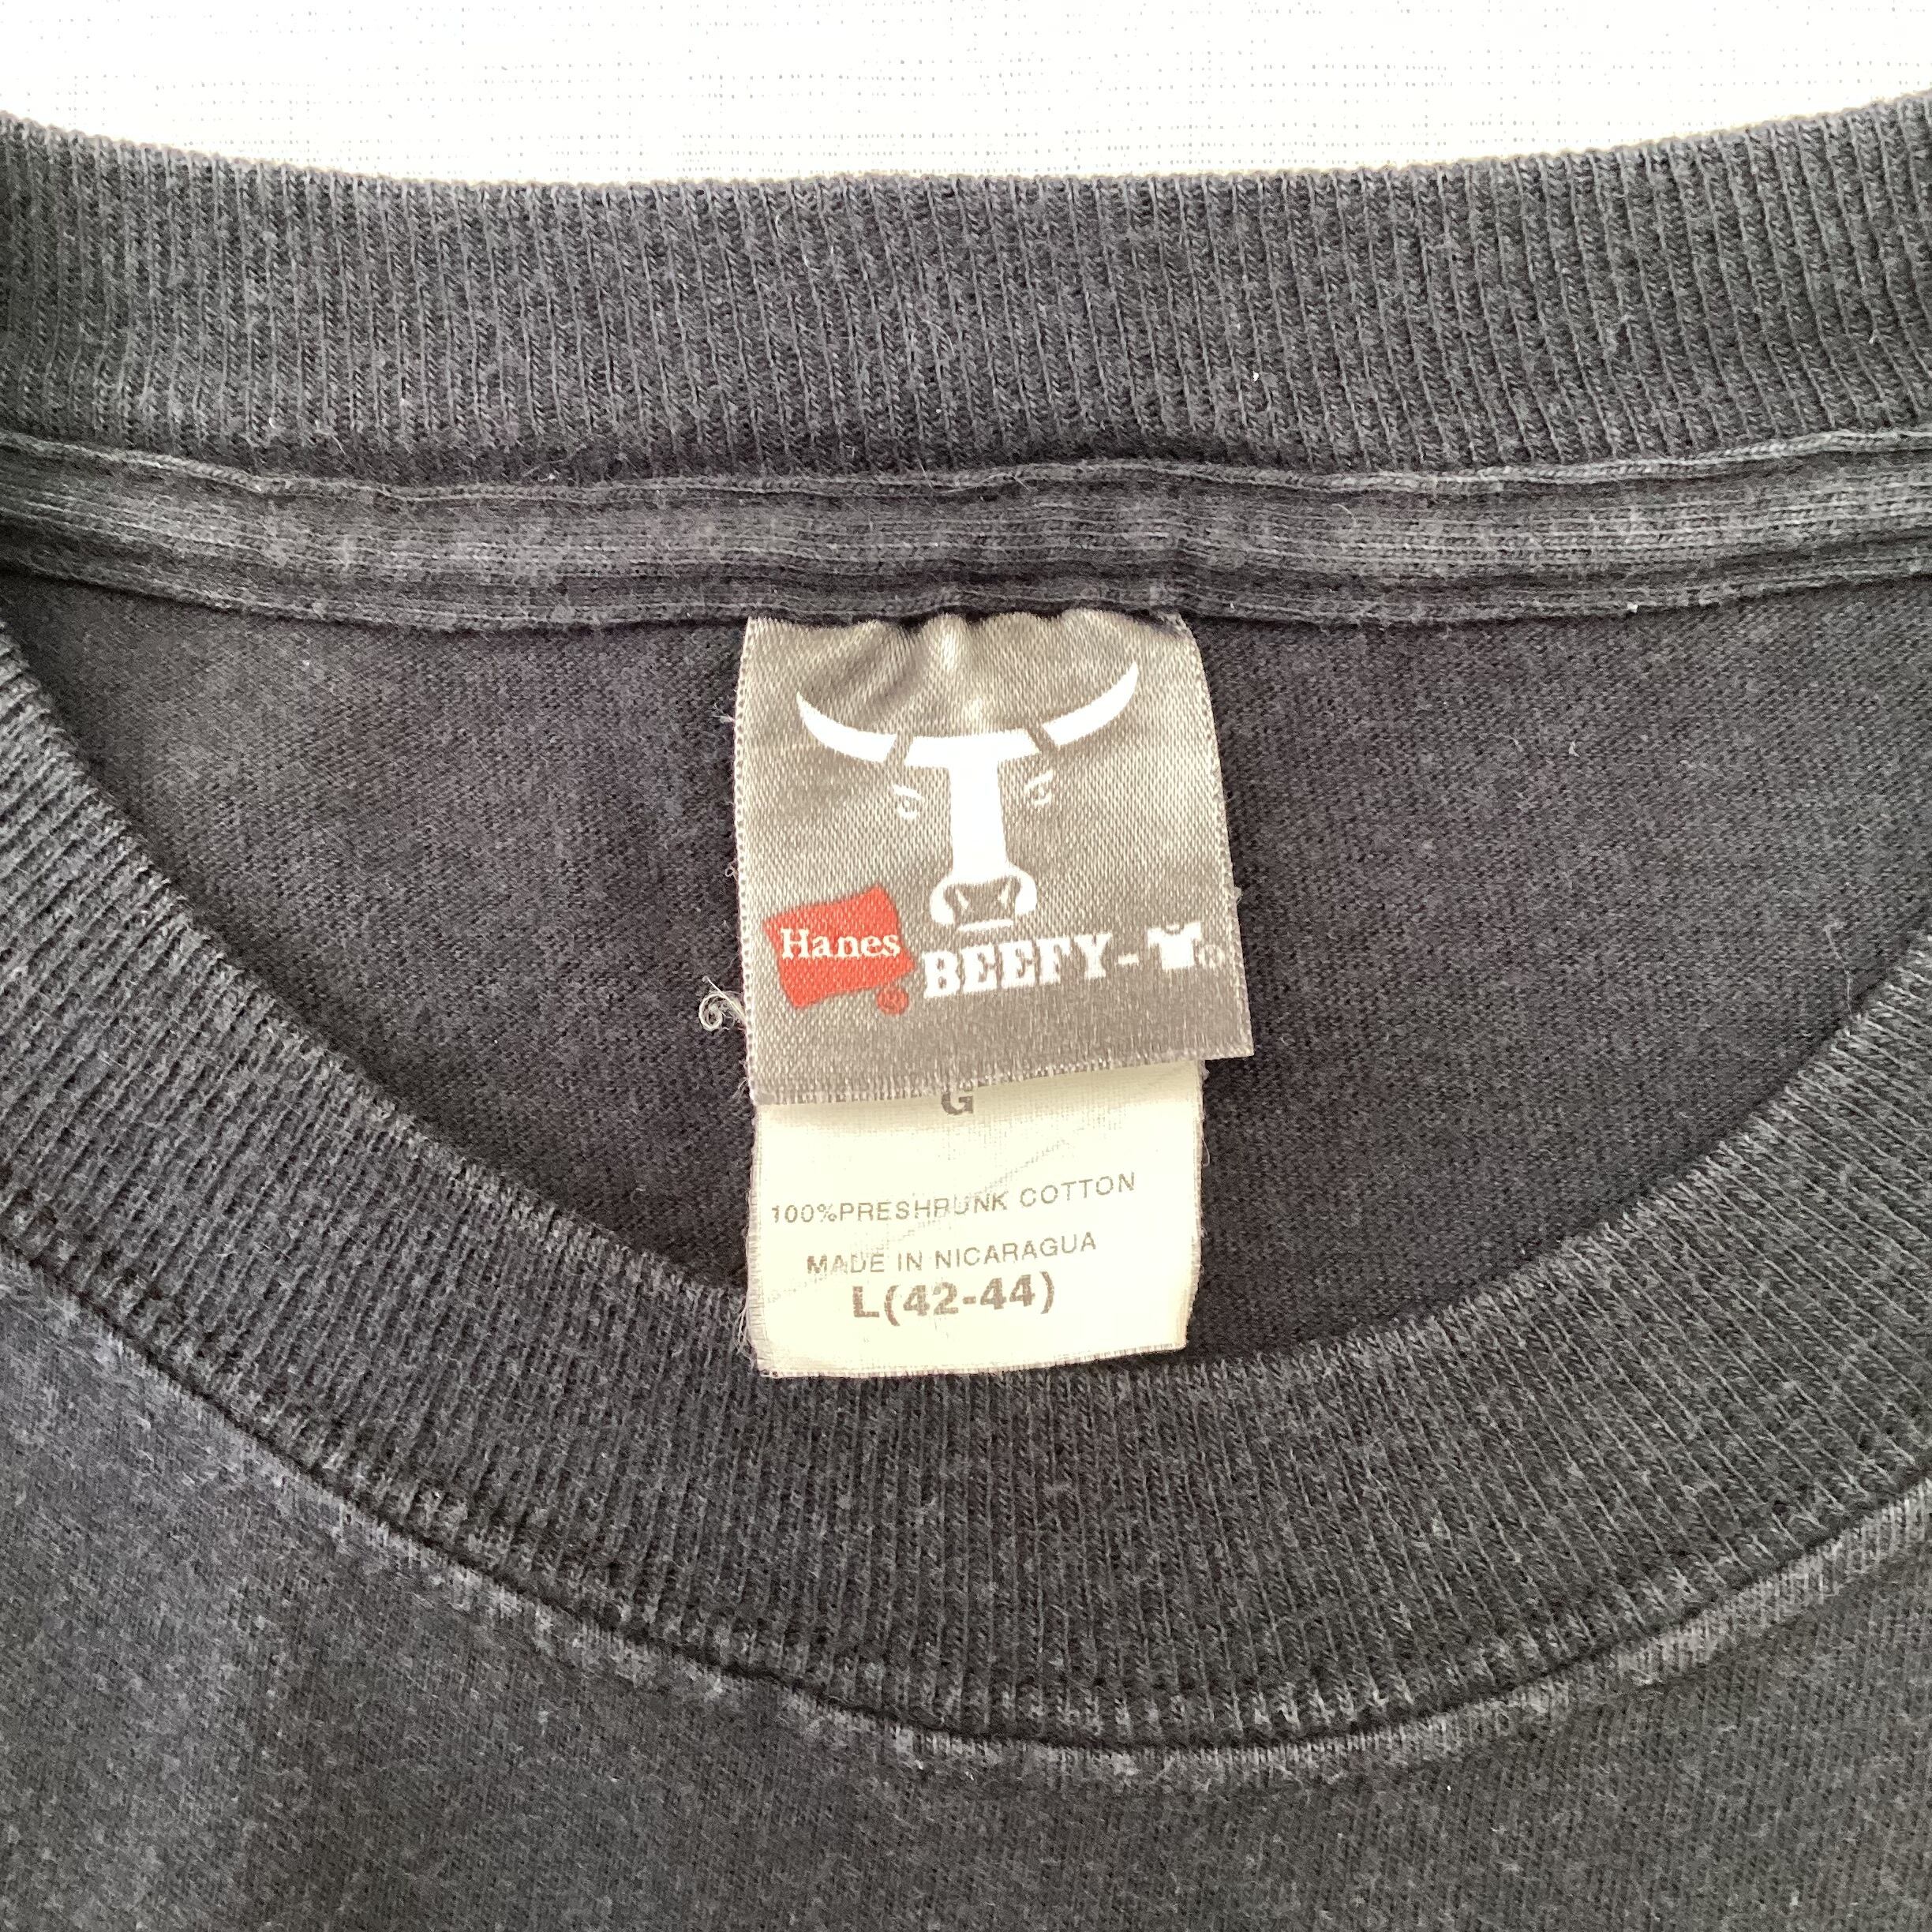 Hanes ®
BEEFY-T®
G
100%PRESHRUNK COTTON
MADE IN NICARAGUA
L(42-44)